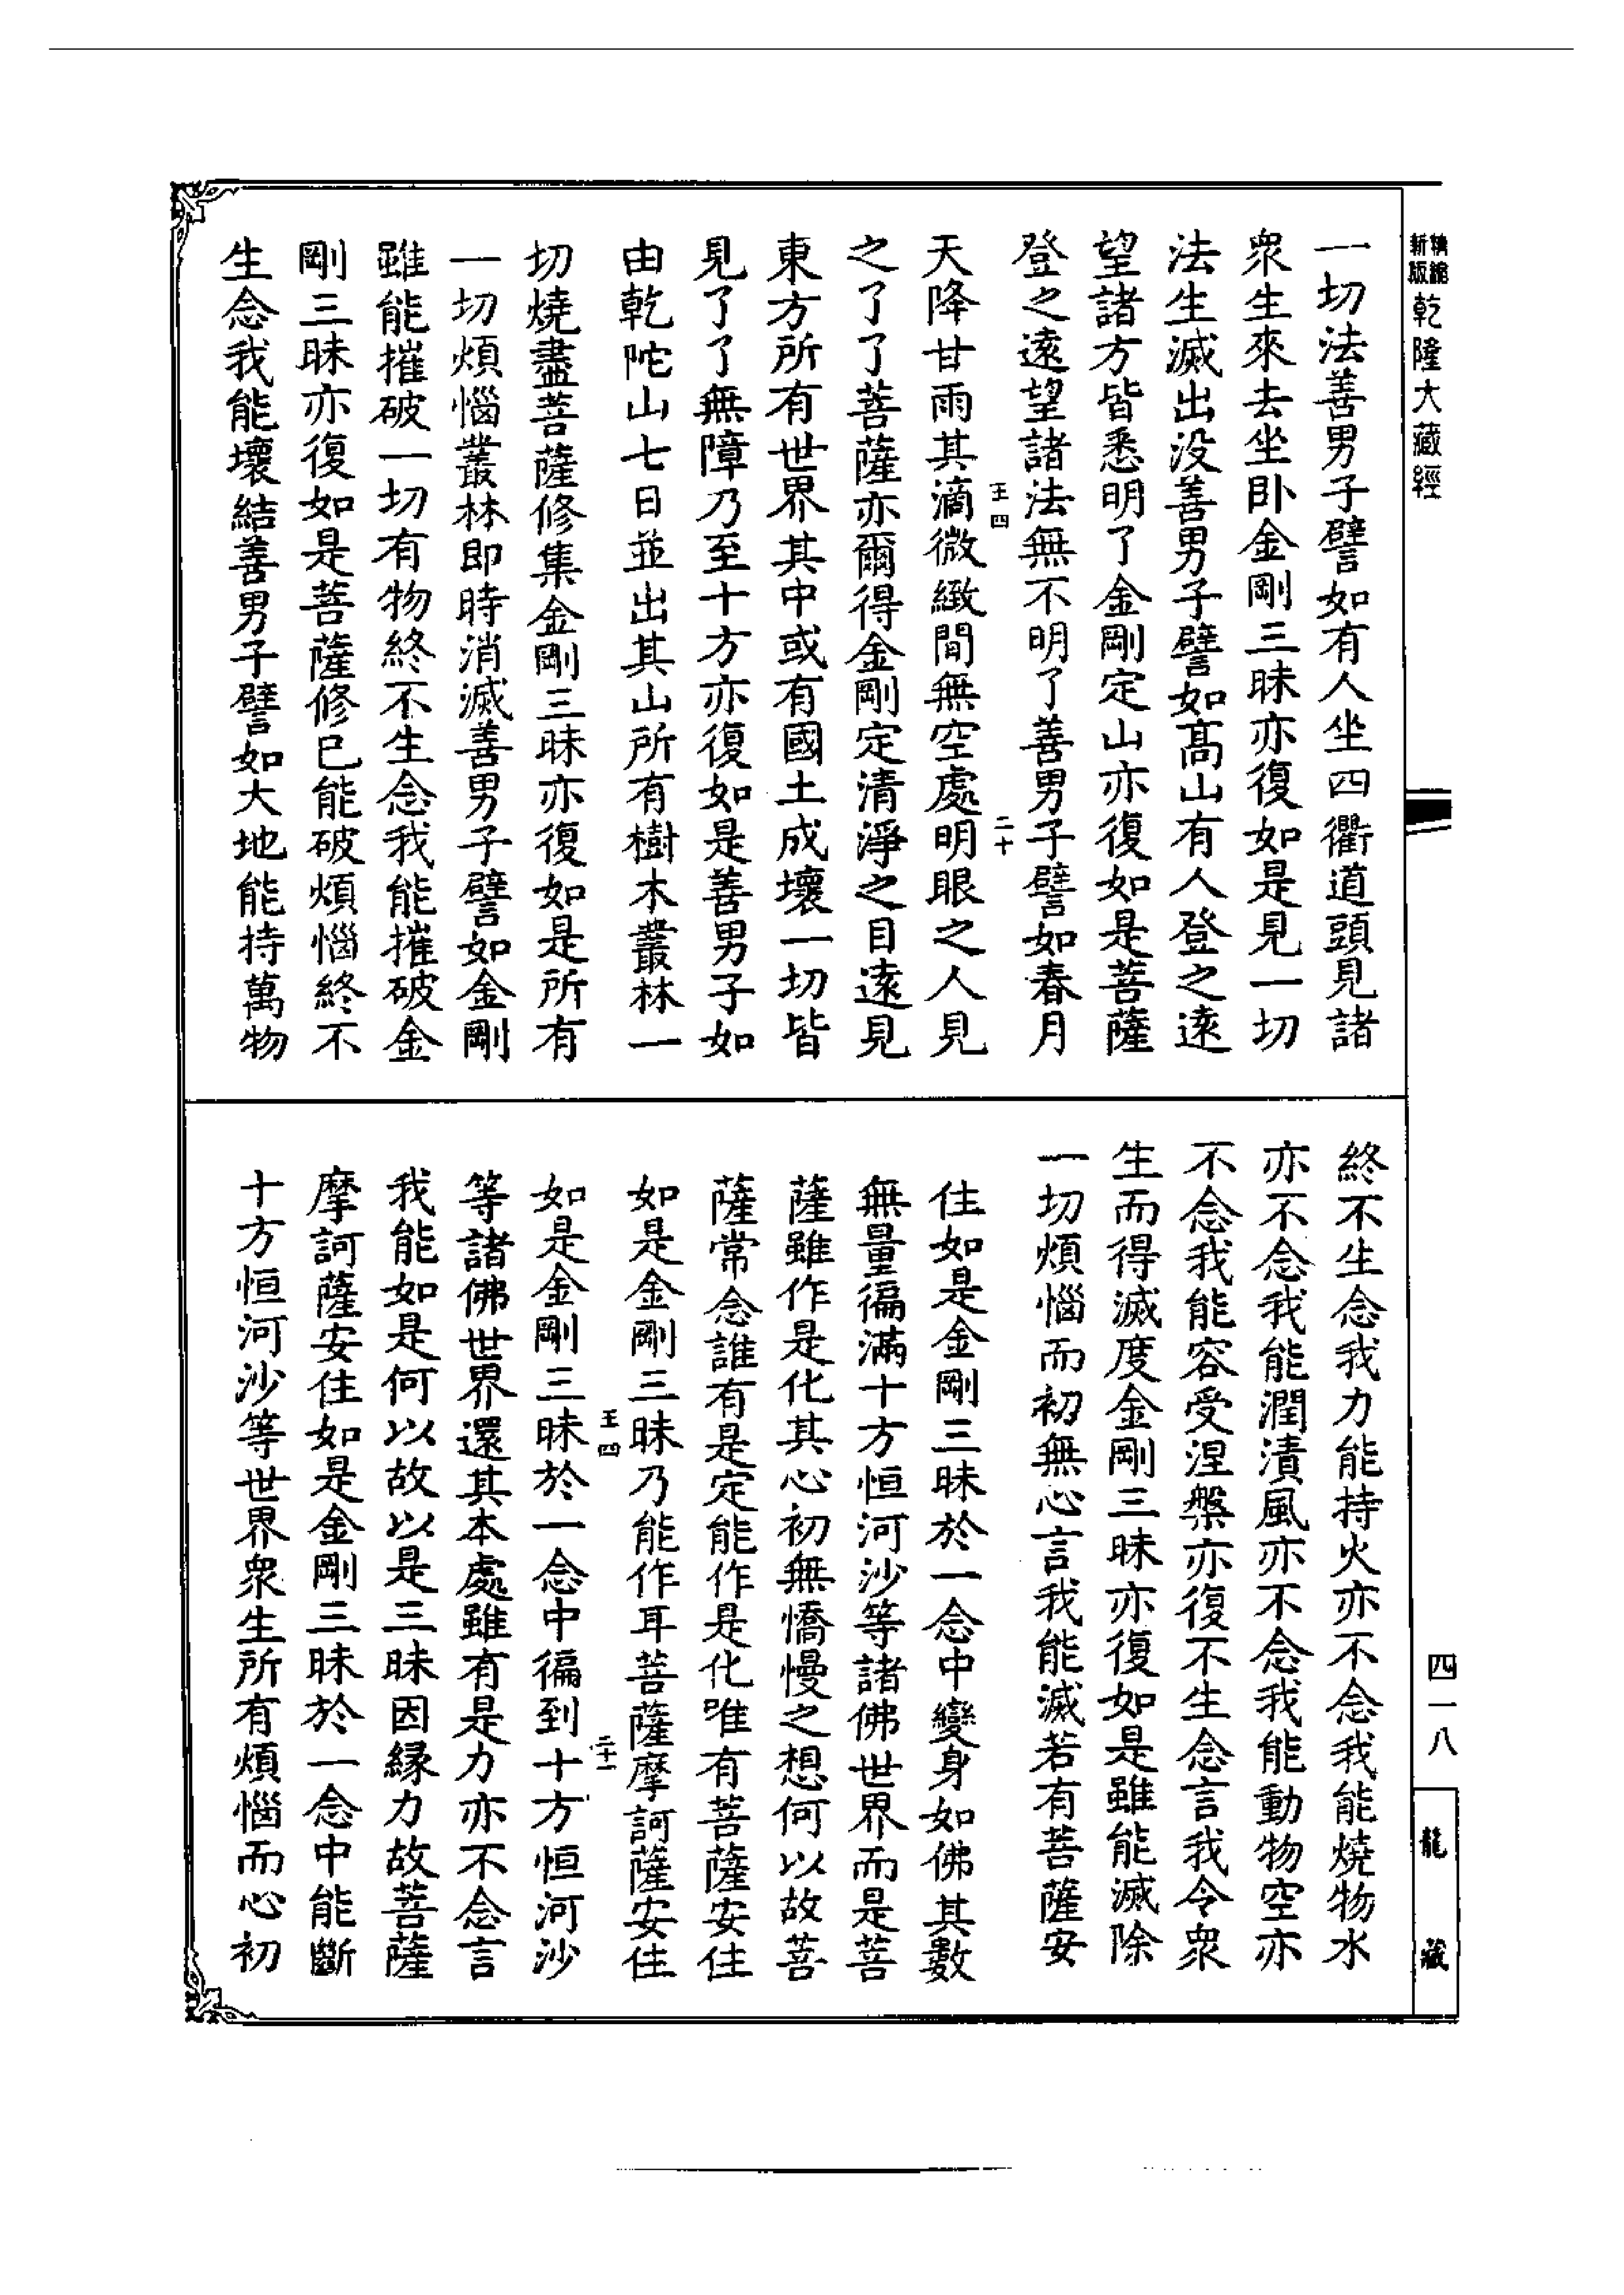 精縮新版乾隆大藏經
一切法善男子譬如有人坐四衢道頭見諸
衆生來去坐卧金剛三昧亦復如是見一切
法生滅出没善男子譬如髙山有人登之遠
望諸方皆悉明了金剛定山亦復如是菩薩
登之遠望諸法無不明了善男子譬如春月
王四 二十
天降甘雨其滴微緻間無空處明眼之人見
之了了菩薩亦爾得金剛定清淨之目遠見
東方所有世界其中或有國土成壞一切皆
見了了無障乃至十方亦復如是善男子如
由乾陀山七日並出其山所有樹木叢林一
切燒盡菩薩修集金剛三昧亦復如是所有
一切煩惱叢林即時消滅善男子譬如金剛
雖能摧破一切有物終不生念我能摧破金
剛三昧亦復如是菩薩修已能破煩惱終不
生念我能壞結善男子譬如大地能持萬物
終不生念我力能持火亦不念我能燒物水
亦不念我能潤漬風亦不念我能動物空亦
不念我能容受涅槃亦復不生念言我令衆
生而得滅度金剛三昧亦復如是雖能滅除
一切煩惱而初無心言我能滅若有菩薩安
住如是金剛三昧於一念中變身如佛其數
無量徧滿十方恒河沙等諸佛世界而是菩
薩雖作是化其心初無憍慢之想何以故菩
薩常念誰有是定能作是化唯有菩薩安住
如是金剛三昧乃能作耳菩薩摩訶薩安住
王四 二十一
如是金剛三昧於一念中徧到十方恒河沙
等諸佛世界還其本處雖有是力亦不念言
我能如是何以故以是三昧因緣力故菩薩
摩訶薩安住如是金剛三昧於一念中能斷
十方恒河沙等世界衆生所有煩惱而心初
四一八
龍藏